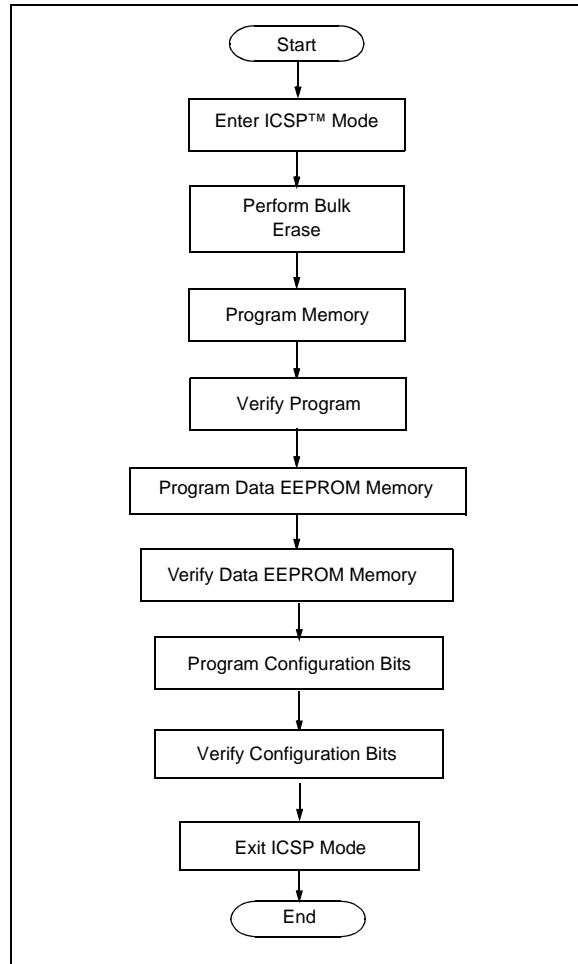 Start
Enter ICSP™ Mode
Perform Bulk
Erase
Program Memory
Verify Program
Program Data EEPROM Memory
Verify Data EEPROM Memory
Program Configuration Bits
Verify Configuration Bits
Exit ICSP Mode
End